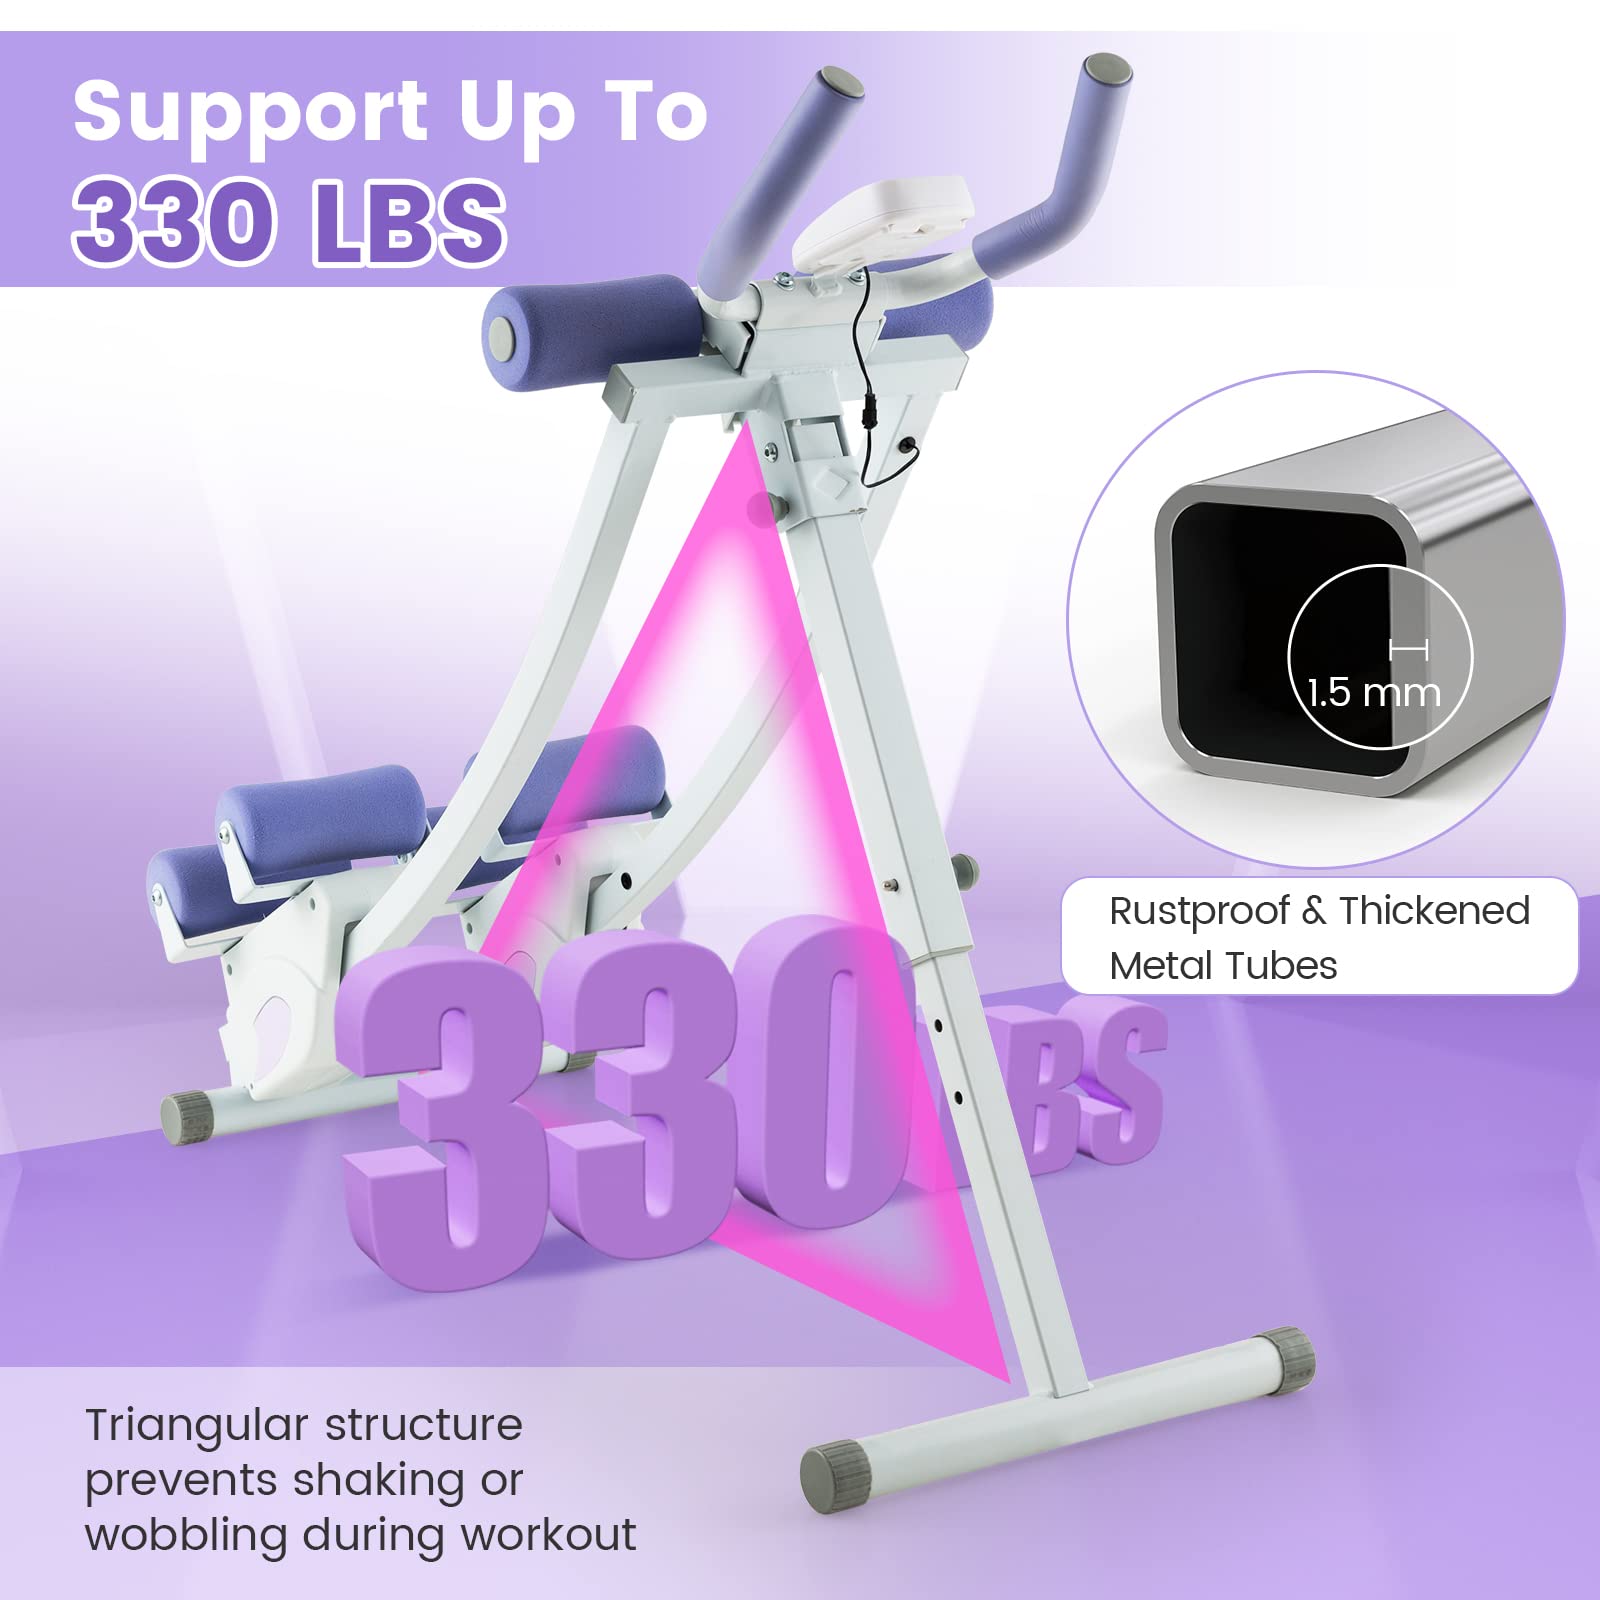 Support Up To
330 LBS
1.5 mm
Rustproof & Thickened
Metal Tubes
330 LBS
Triangular structure
prevents shaking or
wobbling during workout